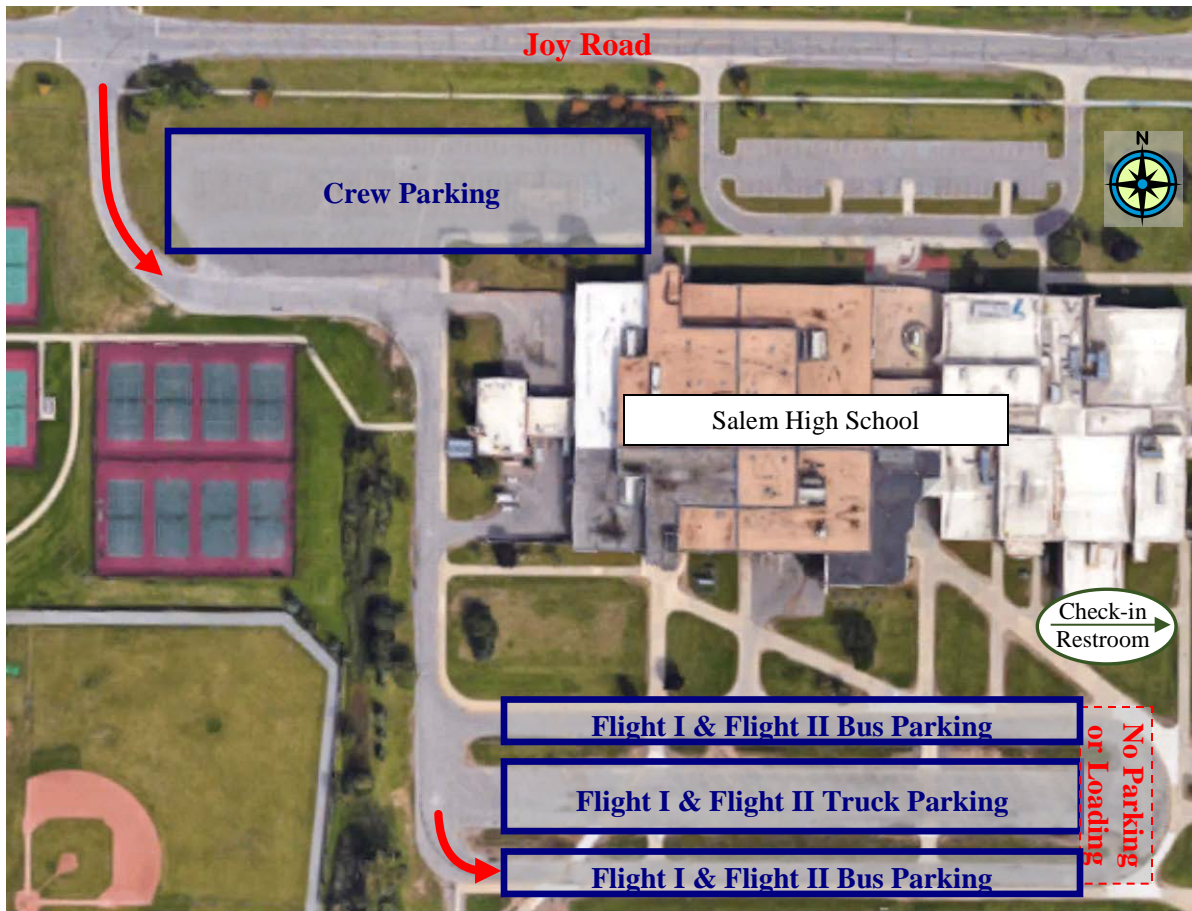 Joy Road
N
Crew Parking
Salem High School
Check-in
Restroom
Flight I & Flight II Bus Parking
No Parking
or Loading
Flight I & Flight II Truck Parking
Flight I & Flight II Bus Parking